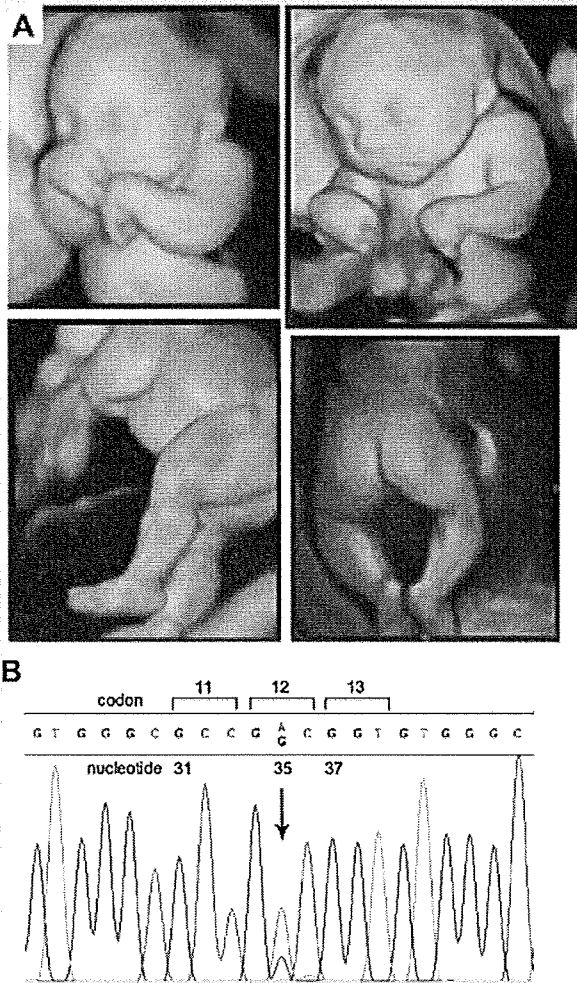 A
B
codon 11 12 13
G T G G G C G C C G A C G G T G T G G G C
G
nucleotide 31 35 37